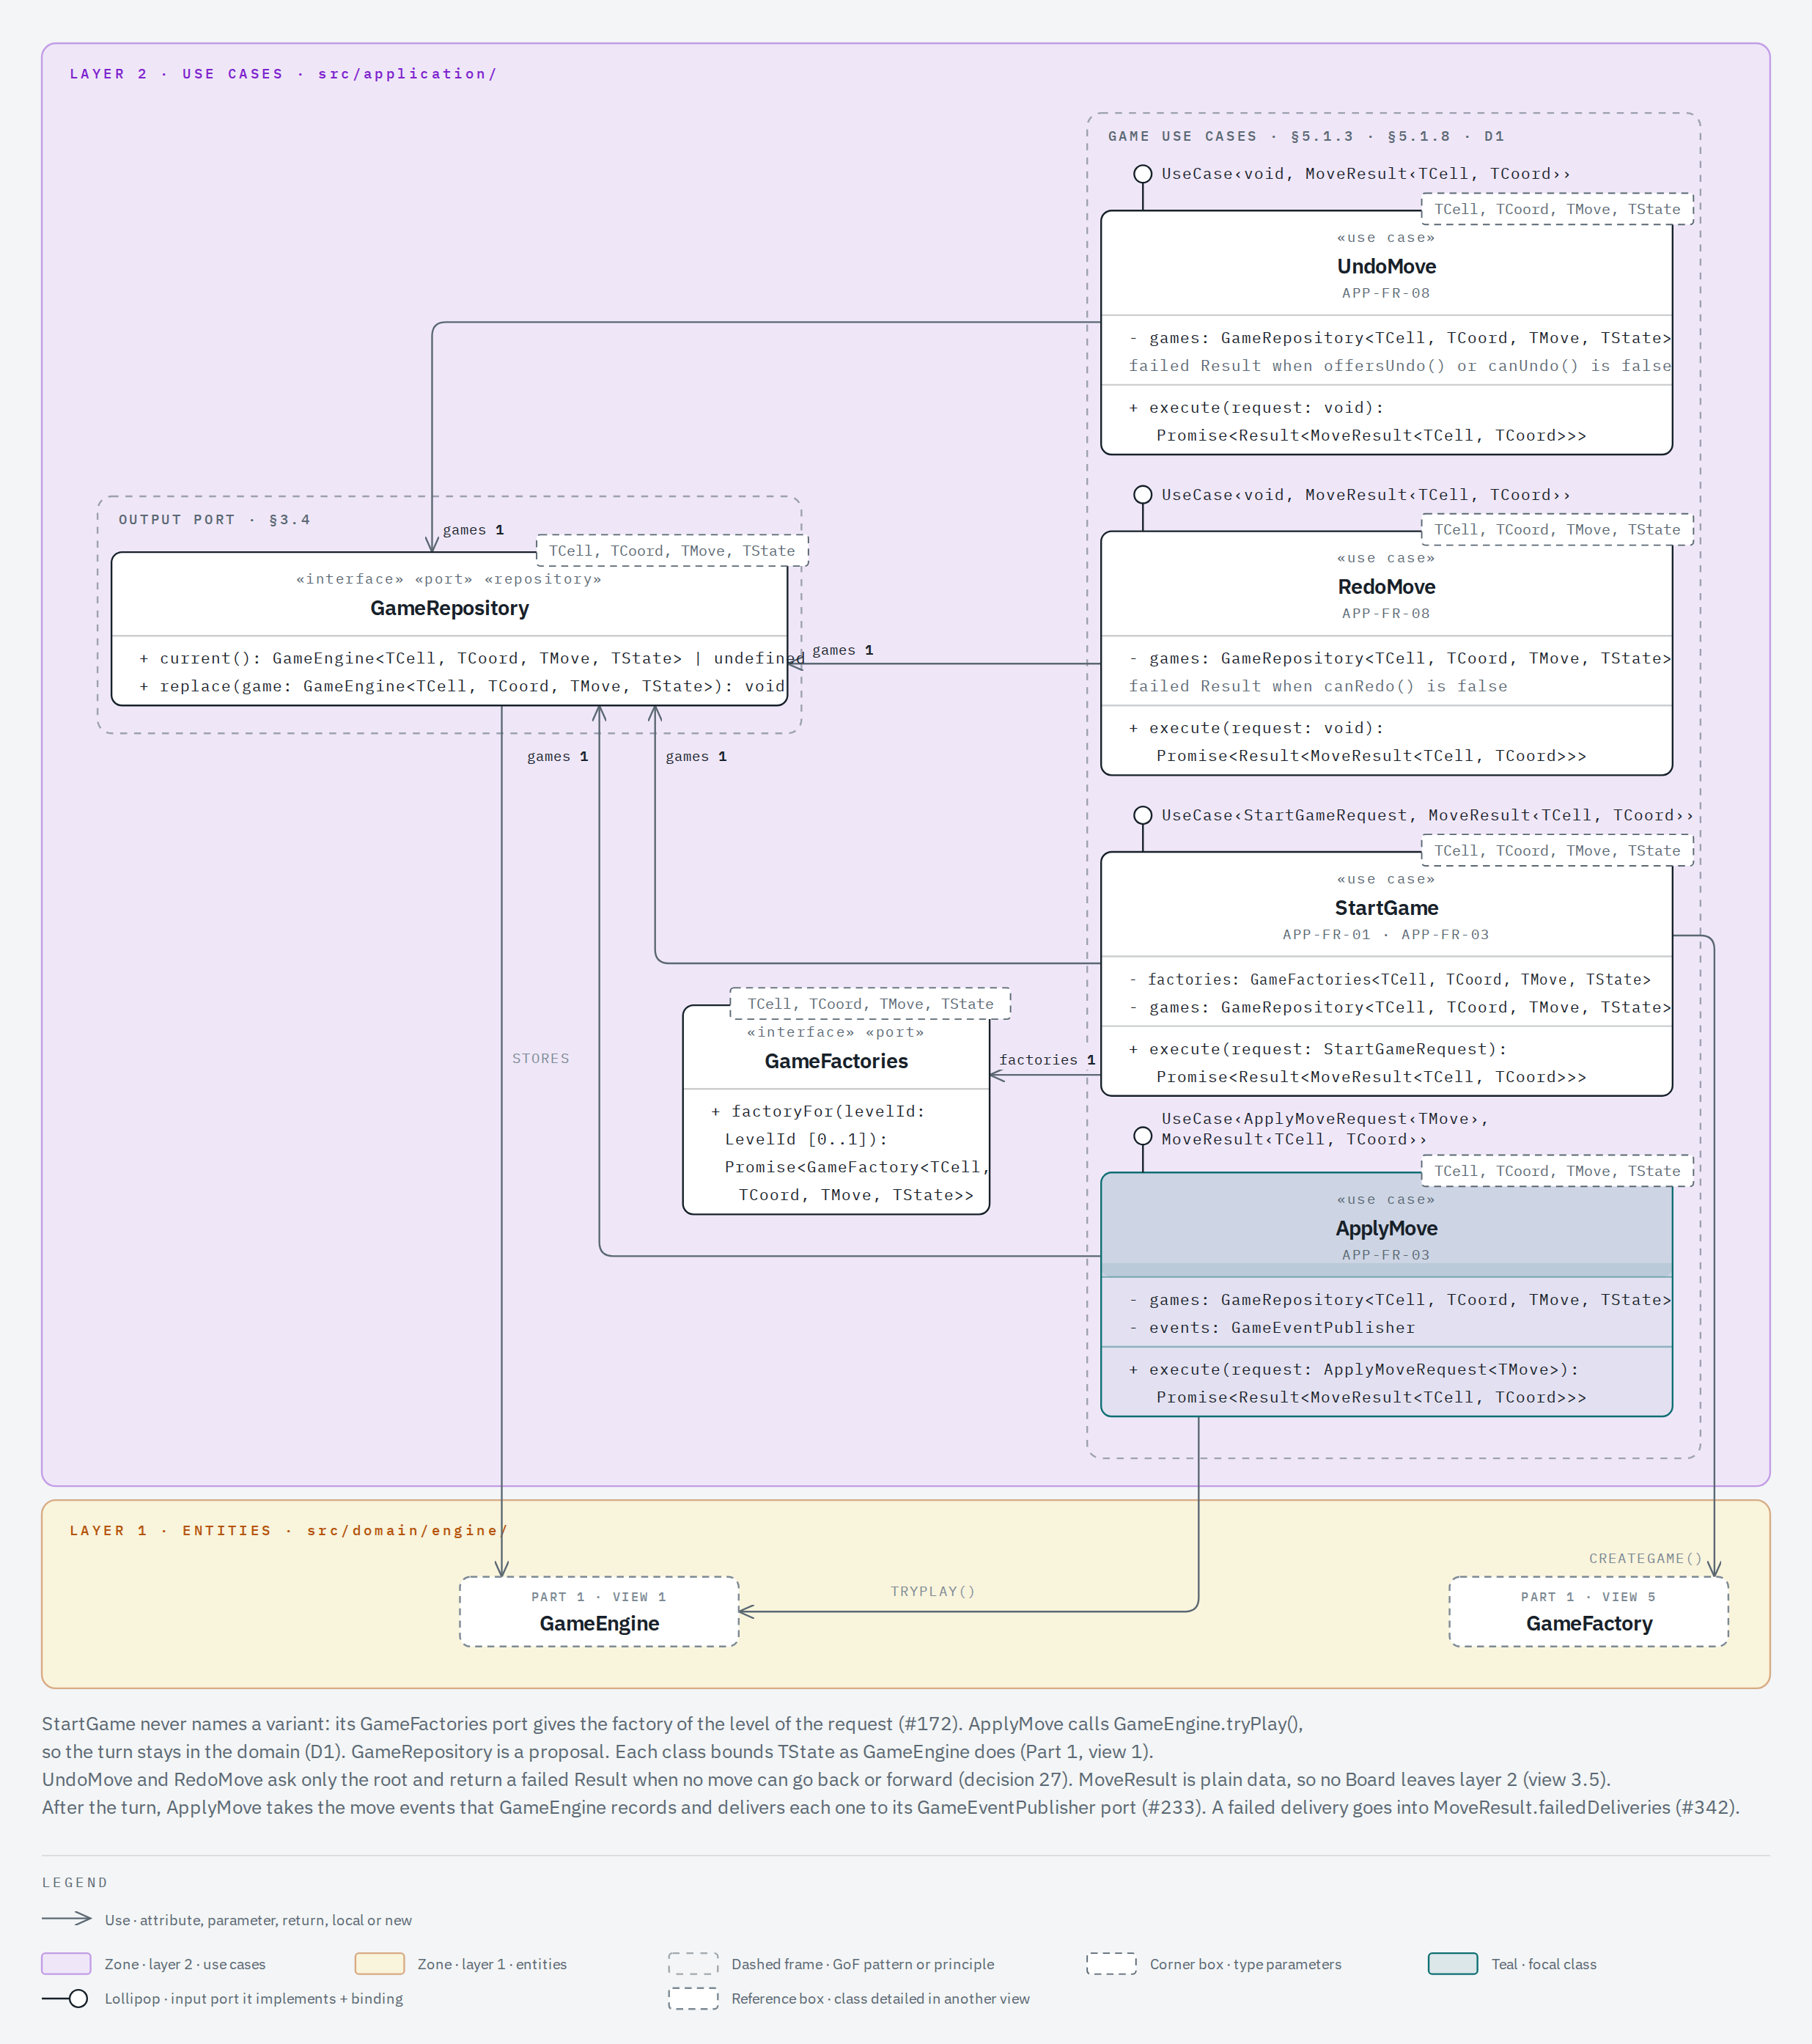 LAYER 2 · USE CASES · src/application/
GAME USE CASES · §5.1.3 · §5.1.8 · D1
UseCase‹void, MoveResult‹TCell, TCoord››
TCell, TCoord, TMove, TState
«use case»
UndoMove
APP-FR-08
- games: GameRepository<TCell, TCoord, TMove, TState>
failed Result when offersUndo() or canUndo() is false
+ execute(request: void):
Promise<Result<MoveResult<TCell, TCoord>>>
UseCase‹void, MoveResult‹TCell, TCoord››
TCell, TCoord, TMove, TState
«use case»
RedoMove
APP-FR-08
- games: GameRepository<TCell, TCoord, TMove, TState>
failed Result when canRedo() is false
+ execute(request: void):
Promise<Result<MoveResult<TCell, TCoord>>>
OUTPUT PORT · §3.4
games 1
TCell, TCoord, TMove, TState
«interface» «port» «repository»
GameRepository
+ current(): GameEngine<TCell, TCoord, TMove, TState> | undefined
+ replace(game: GameEngine<TCell, TCoord, TMove, TState>): void
games 1
games 1
games 1
UseCase‹StartGameRequest, MoveResult‹TCell, TCoord››
TCell, TCoord, TMove, TState
«use case»
StartGame
APP-FR-01 · APP-FR-03
- factories: GameFactories<TCell, TCoord, TMove, TState>
- games: GameRepository<TCell, TCoord, TMove, TState>
+ execute(request: StartGameRequest):
Promise<Result<MoveResult<TCell, TCoord>>>
TCell, TCoord, TMove, TState
«interface» «port»
GameFactories
+ factoryFor(levelId:
LevelId [0..1]):
Promise<GameFactory<TCell,
TCoord, TMove, TState>>
factories 1
STORES
UseCase‹ApplyMoveRequest‹TMove›,
MoveResult‹TCell, TCoord››
TCell, TCoord, TMove, TState
«use case»
ApplyMove
APP-FR-03
- games: GameRepository<TCell, TCoord, TMove, TState>
- events: GameEventPublisher
+ execute(request: ApplyMoveRequest<TMove>):
Promise<Result<MoveResult<TCell, TCoord>>>
LAYER 1 · ENTITIES · src/domain/engine/
PART 1 · VIEW 1
GameEngine
TRYPLAY()
CREATEGAME()
PART 1 · VIEW 5
GameFactory
StartGame never names a variant: its GameFactories port gives the factory of the level of the request (#172). ApplyMove calls GameEngine.tryPlay(),
so the turn stays in the domain (D1). GameRepository is a proposal. Each class bounds TState as GameEngine does (Part 1, view 1).
UndoMove and RedoMove ask only the root and return a failed Result when no move can go back or forward (decision 27). MoveResult is plain data, so no Board leaves layer 2 (view 3.5).
After the turn, ApplyMove takes the move events that GameEngine records and delivers each one to its GameEventPublisher port (#233). A failed delivery goes into MoveResult.failedDeliveries (#342).
LEGEND
Use · attribute, parameter, return, local or new
Zone · layer 2 · use cases
Zone · layer 1 · entities
Dashed frame · GoF pattern or principle
Corner box · type parameters
Teal · focal class
Lollipop · input port it implements + binding
Reference box · class detailed in another view